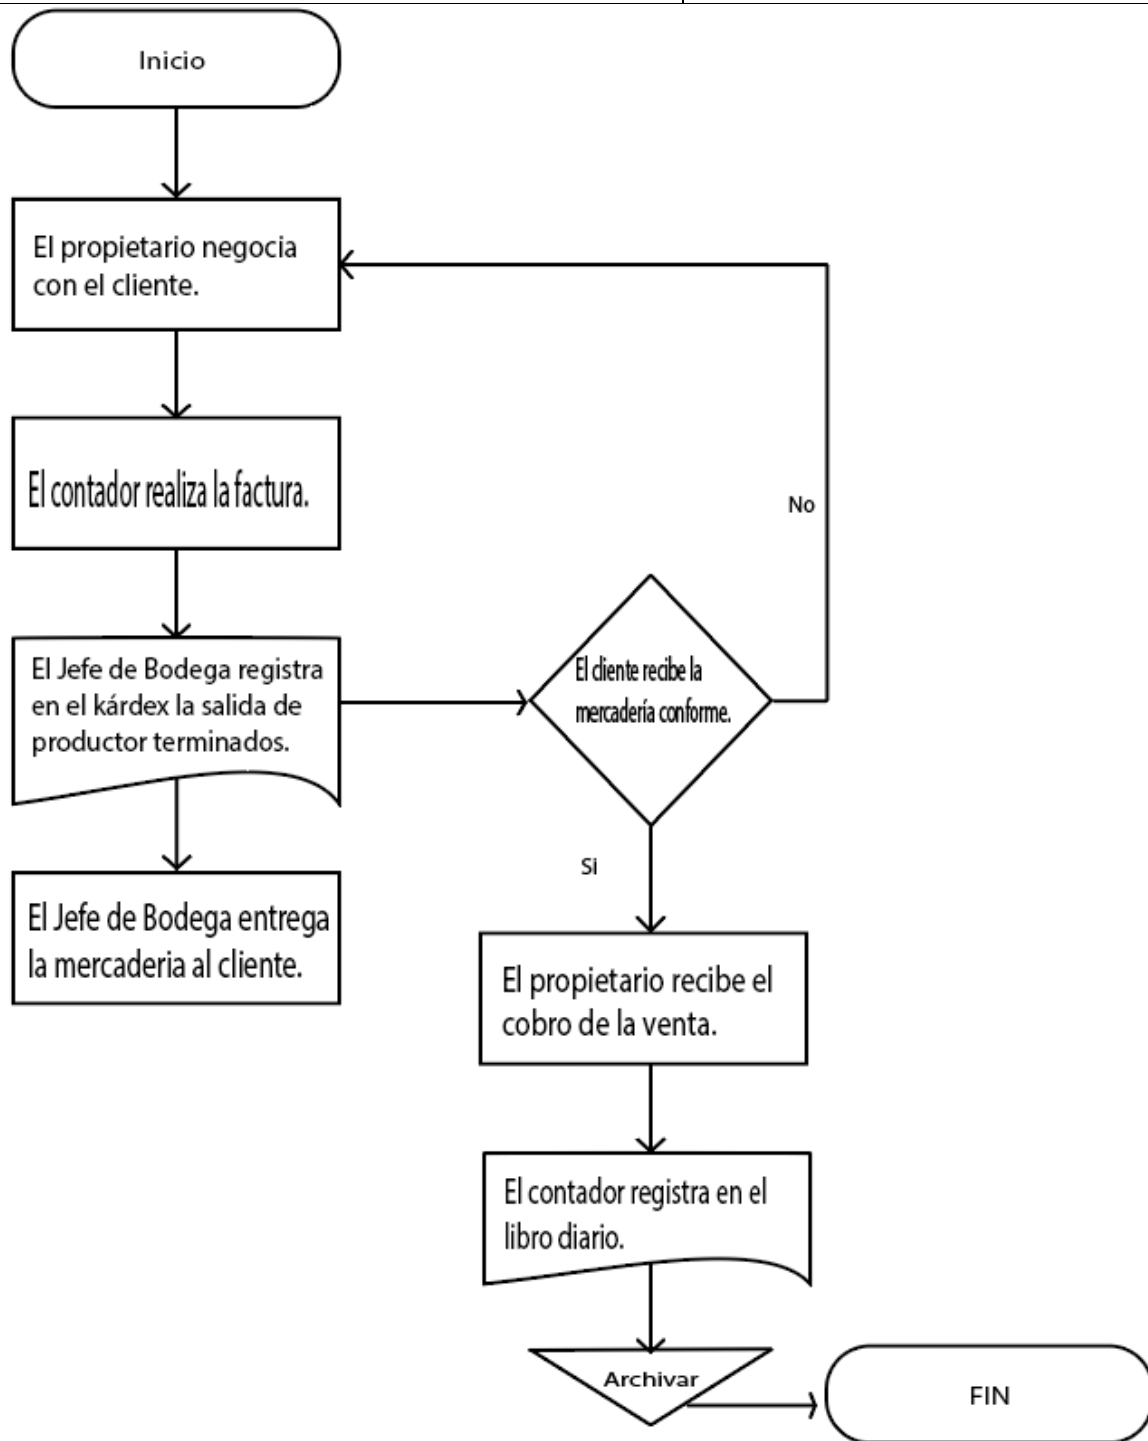 Inicio
El propietario negocia
con el cliente.
El contador realiza la factura.
No
El Jefe de Bodega registra
en el kárdex la salida de
productor terminados.
El cliente recibe la
mercadería conforme.
Si
El Jefe de Bodega entrega
la mercaderia al cliente.
El propietario recibe el
cobro de la venta.
El contador registra en el
libro diario.
Archivar
FIN